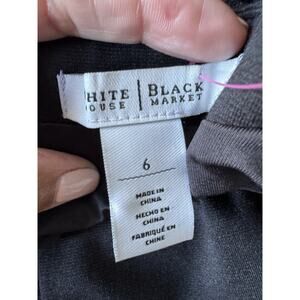 HITE | BLACK
OUSE | MARKET
6
MADE IN
CHINA
HECHO EN
CHINA
FABRIQUÉ EN
CHINE